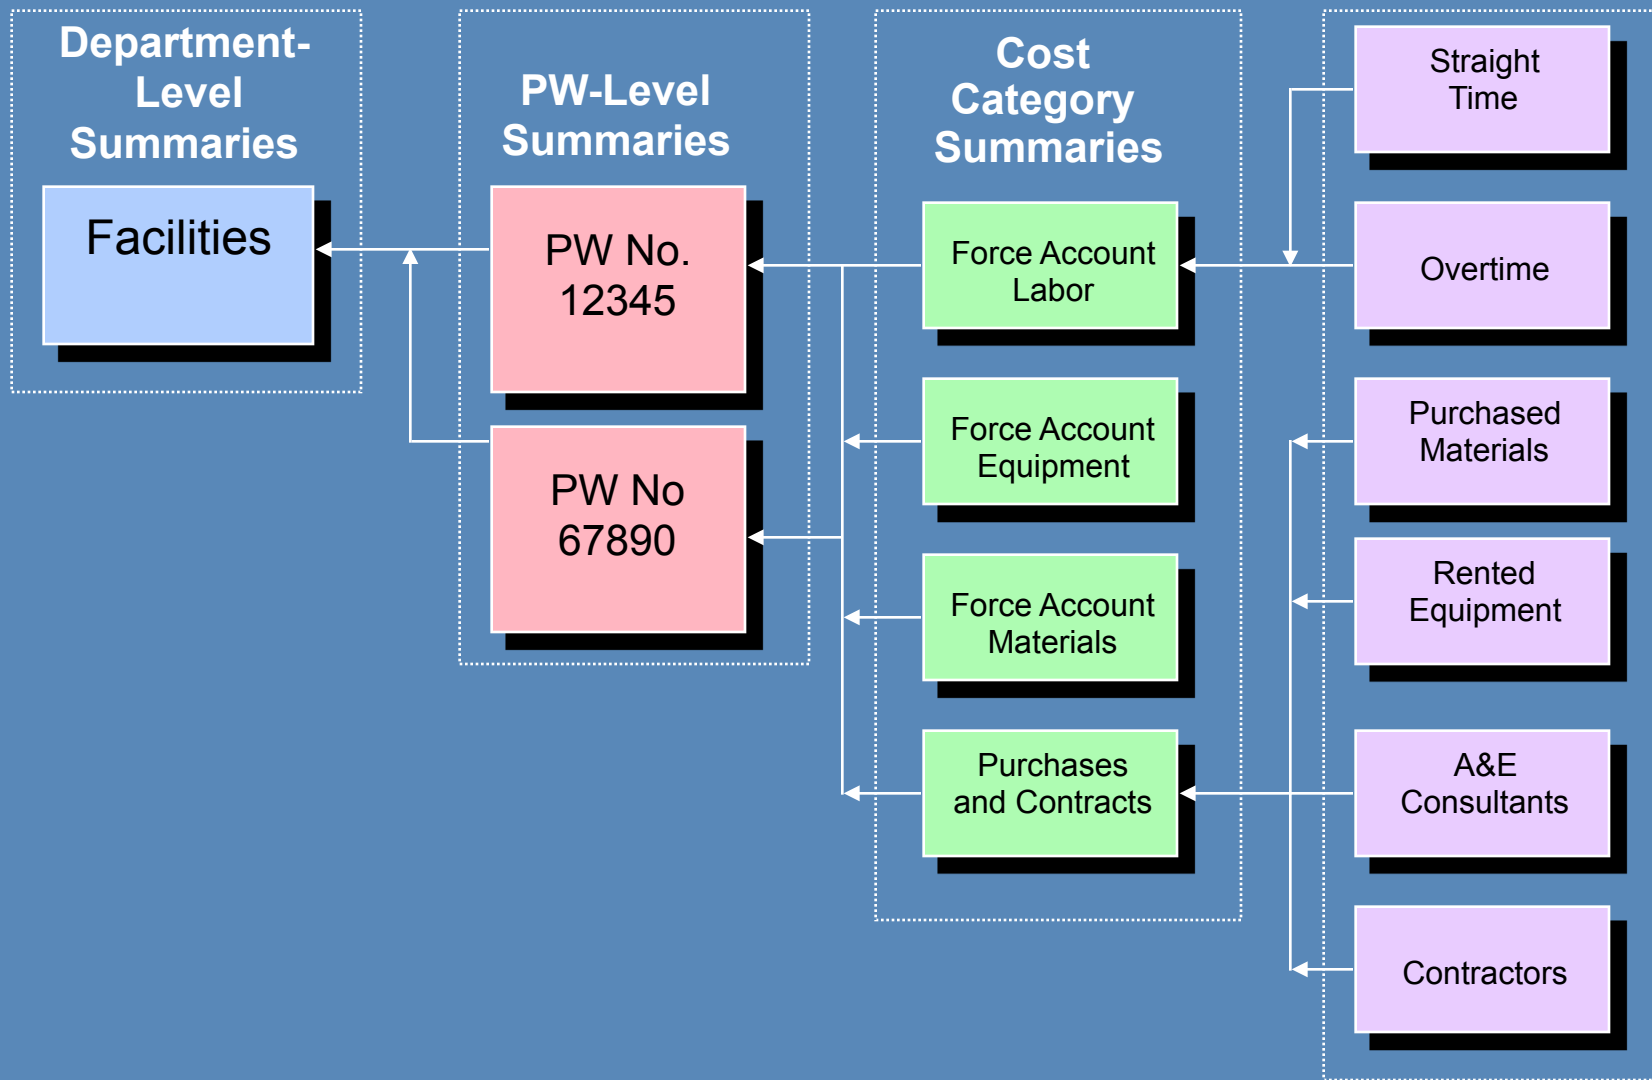 Department-
Level
Summaries
Facilities
PW-Level
Summaries
PW No.
12345
PW No
67890
Cost
Category
Summaries
Force Account
Labor
Force Account
Equipment
Force Account
Materials
Purchases
and Contracts
Straight
Time
Overtime
Purchased
Materials
Rented
Equipment
A&E
Consultants
Contractors